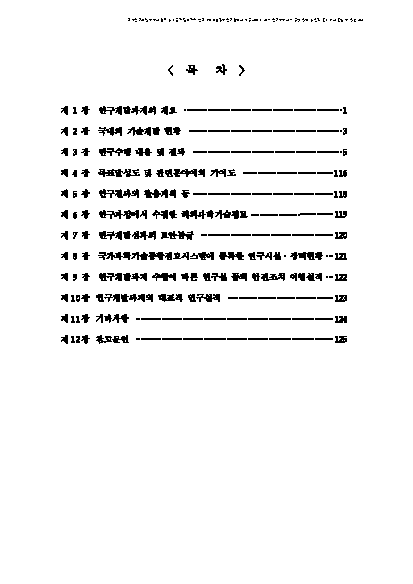 < 목 차 >
제 1 장 연구개발과제의 개요 1
제 2 장 국내외 기술개발 현황 3
제 3 장 연구수행 내용 및 결과 5
제 4 장 목표달성도 및 관련분야에의 기여도 116
제 5 장 연구결과의 활용계획 등 118
제 6 장 연구과정에서 수집한 해외과학기술정보 119
제 7 장 연구개발성과의 보안등급 120
제 8 장 국가과학기술종합정보시스템에 등록한 연구시설·장비현황 121
제 9 장 연구개발과제 수행에 따른 연구실 등의 안전조치 이행실적 122
제10장 연구개발과제의 대표적 연구실적 123
제11장 기타사항 124
제12장 참고문헌 125